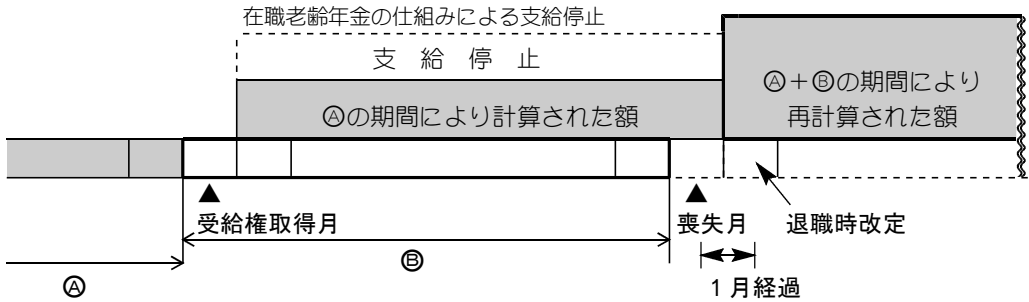 在職老齢年金の仕組みによる支給停止
支給停止
Ⓐの期間により計算された額
Ⓐ＋Ⓑの期間により
再計算された額
▲
受給権取得月
▲
喪失月
退職時改定
Ⓐ
Ⓑ
1月経過